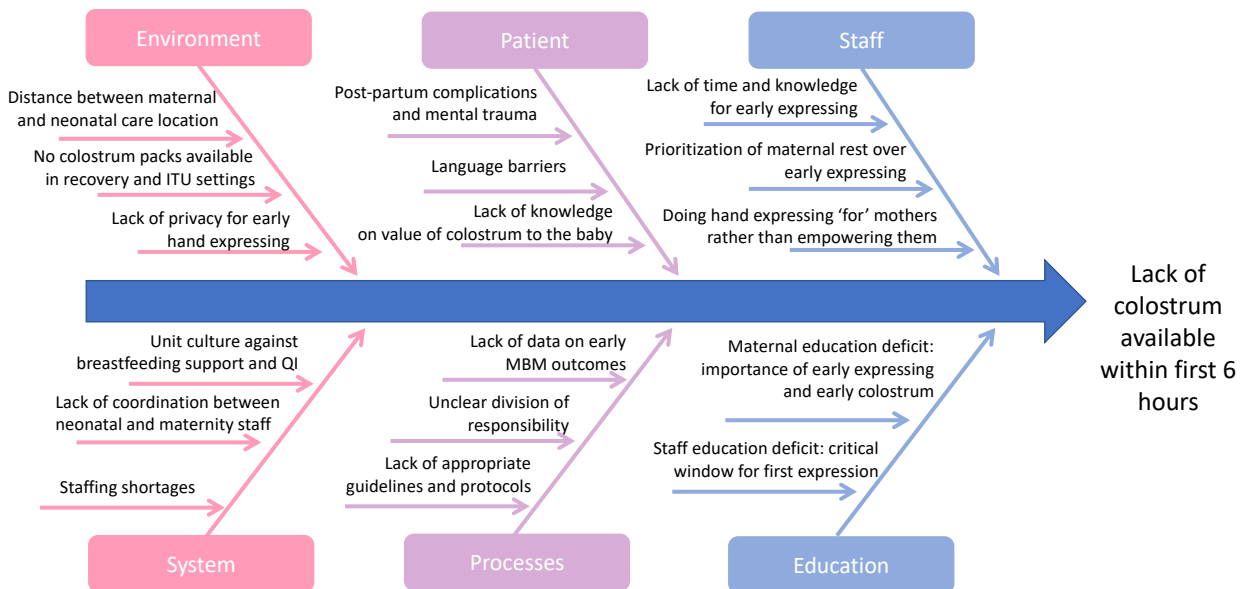 Environment
Patient
Staff
Distance between maternal
and neonatal care location
No colostrum packs available
in recovery and ITU settings
Lack of privacy for early
hand expressing
Post-partum complications
and mental trauma
Language barriers
Lack of knowledge
on value of colostrum to the baby
Lack of time and knowledge
for early expressing
Prioritization of maternal rest over
early expressing
Doing hand expressing ‘for’ mothers
rather than empowering them
Lack of
colostrum
available
within first 6
hours
Unit culture against
breastfeeding support and QI
Lack of coordination between
neonatal and maternity staff
Staffing shortages
Lack of data on early
MBM outcomes
Unclear division of
responsibility
Lack of appropriate
guidelines and protocols
Maternal education deficit:
importance of early expressing
and early colostrum
Staff education deficit: critical
window for first expression
System
Processes
Education